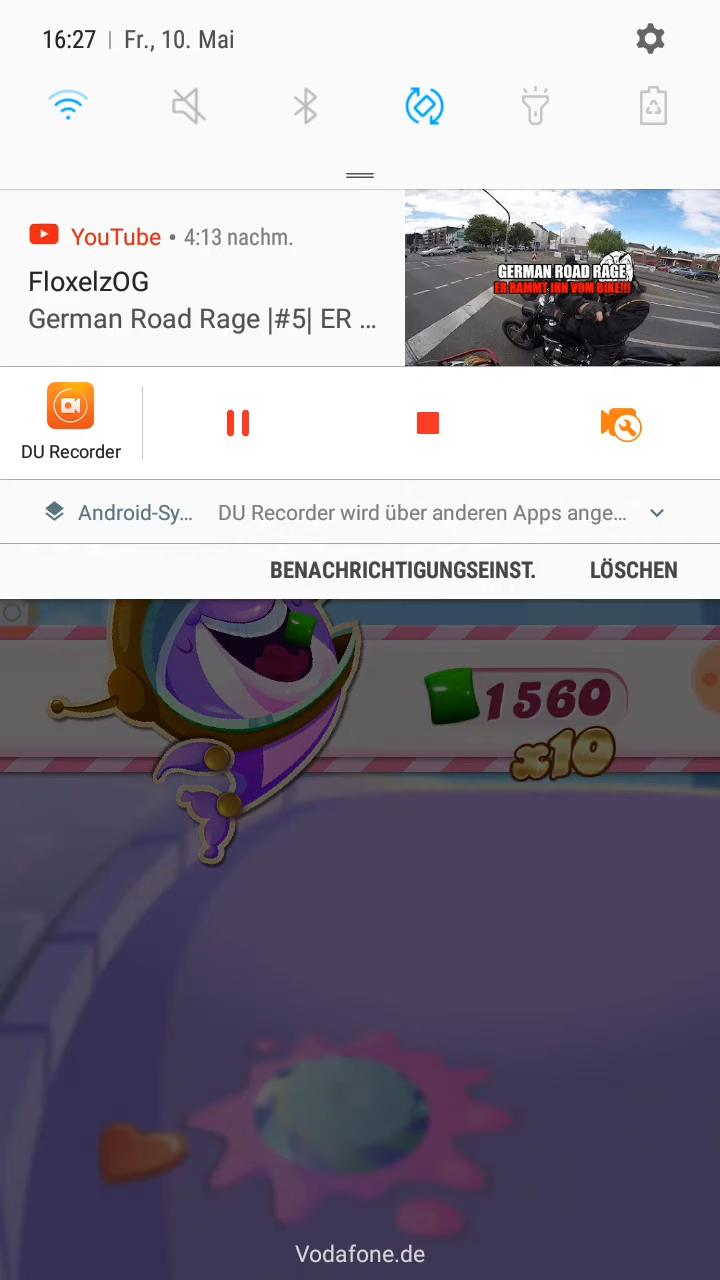 16:27 | Fr., 10. Mai
YouTube • 4:13 nachm.
FloxelzOG
German Road Rage |#5| ER ...
GERMAN ROAD RAGE
ER RAMMT IHN VOM BIKE!!!
DU Recorder
Android-Sy... DU Recorder wird über anderen Apps ange...
BENACHRICHTIGUNGSEINST. LÖSCHEN
1560
x10
Vodafone.de